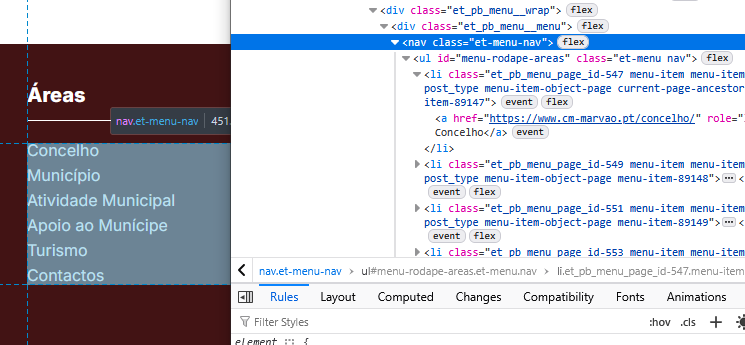 <div class="et_pb_menu__wrap"> flex
<div class="et_pb_menu__menu"> flex
<nav class="et-menu-nav"> flex
<ul id="menu-rodape-areas" class="et-menu nav"> flex
<li class="et_pb_menu_page_id-547 menu-item menu-item-
post_type menu-item-object-page current-page-ancestor
item-89147"> event flex
<a href="https://www.cm-marvao.pt/concelho/" role="
Concelho</a> event
</li>
<li class="et_pb_menu_page_id-549 menu-item menu-item-
post_type menu-item-object-page menu-item-89148"> ⋯ <
event flex
<li class="et_pb_menu_page_id-551 menu-item menu-item-
post_type menu-item-object-page menu-item-89149"> ⋯ <
event flex
<li class="et_pb_menu_page_id-553 menu-item menu-item-
Áreas
nav.et-menu-nav | 451.
Concelho
Município
Atividade Municipal
Apoio ao Munícipe
Turismo
Contactos
nav.et-menu-nav > ul#menu-rodape-areas.et-menu.nav > li.et_pb_menu_page_id-547.menu-item
Rules Layout Computed Changes Compatibility Fonts Animations
Filter Styles :hov .cls +
element {